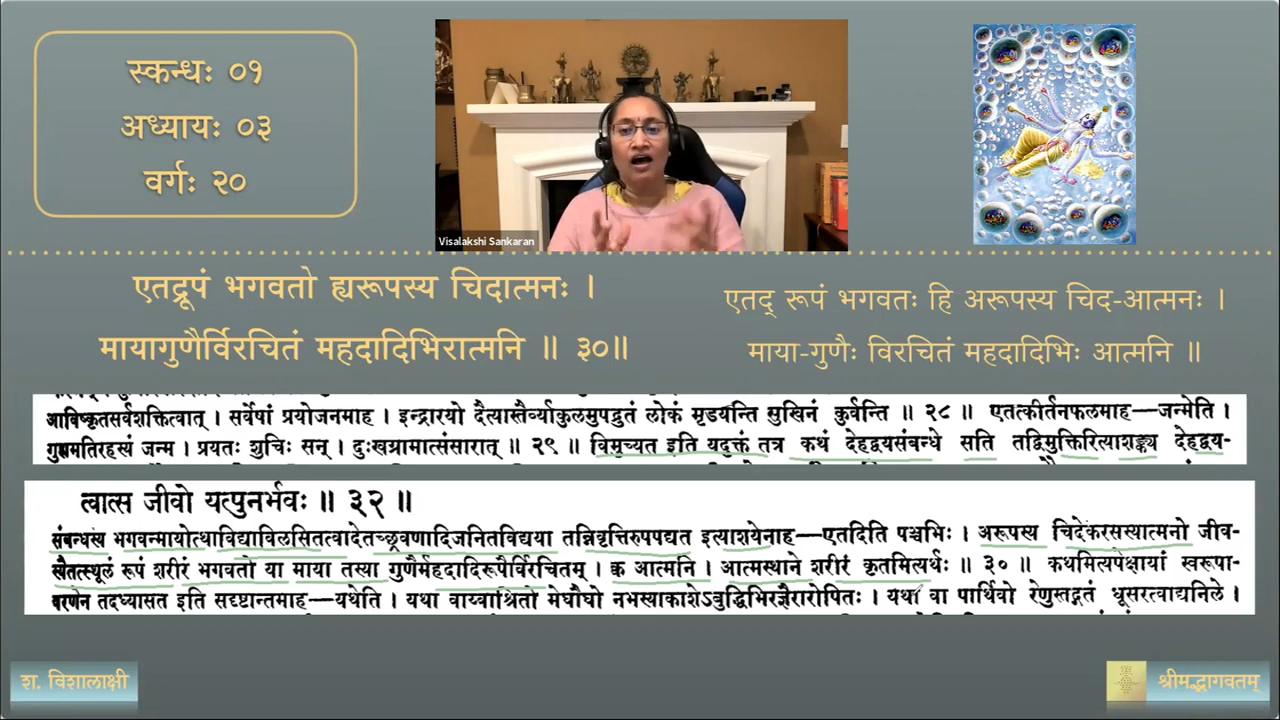 स्कन्धः ०१
अध्यायः ०३
वर्गः २०
Visalakshi Sankaran
एतद्रूपं भगवतो ह्यरूपस्य चिदात्मनः ।
मायागुणैर्विरचितं महदादिभिरात्मनि ॥ ३०॥
एतद् रूपं भगवतः हि अरूपस्य चिद-आत्मनः ।
माया-गुणैः विरचितं महदादिभिः आत्मनि ॥
आविष्कृतसर्वशक्तित्वात् । सर्वेषां प्रयोजनमाह । इन्द्रारयो दैत्यास्तैर्व्याकुलमुपद्रुतं लोकं मृडयन्ति सुखिनं कुर्वन्ति ॥ २८ ॥ एतत्कीर्तनफलमाह—जन्मेति ।
गुह्यमतिरहस्यं जन्म । प्रयतः शुचिः सन् । दुःखग्रामात्संसारात् ॥ २९ ॥ विमुच्यत इति यदुक्तं तत्र कथं देहद्वयसंबन्धे सति तद्विमुक्तिरित्याशङ्क्य देहद्वय-
त्वात्स जीवो यत्पुनर्भवः ॥ ३२ ॥
संबन्धस्य भगवन्मायोत्थाविद्याविलसितत्वादेतच्छ्रवणादिजनितविद्यया तन्निवृत्तिरुपपद्यत इत्याशयेनाह—एतदिति पञ्चभिः । अरूपस्य चिदेकरसस्यात्मनो जीव-
स्यैतत्स्थूलं रूपं शरीरं भगवतो या माया तस्या गुणैर्महदादिरूपैर्विरचितम् । क्व आत्मनि । आत्मस्थाने शरीरं कृतमित्यर्थः ॥ ३० ॥ कथमित्यपेक्षायां स्वरूपा-
वरणेन तदध्यासत इति सदृष्टान्तमाह—यथेति । यथा वाय्वाश्रितो मेघौघो नभस्याकाशेऽबुद्धिभिरज्ञैरारोपितः । यथा वा पार्थिवो रेणुस्तद्गतं धूसरत्वाद्यनिले ।
श. विशालाक्षी
श्रीमद्भागवतम्